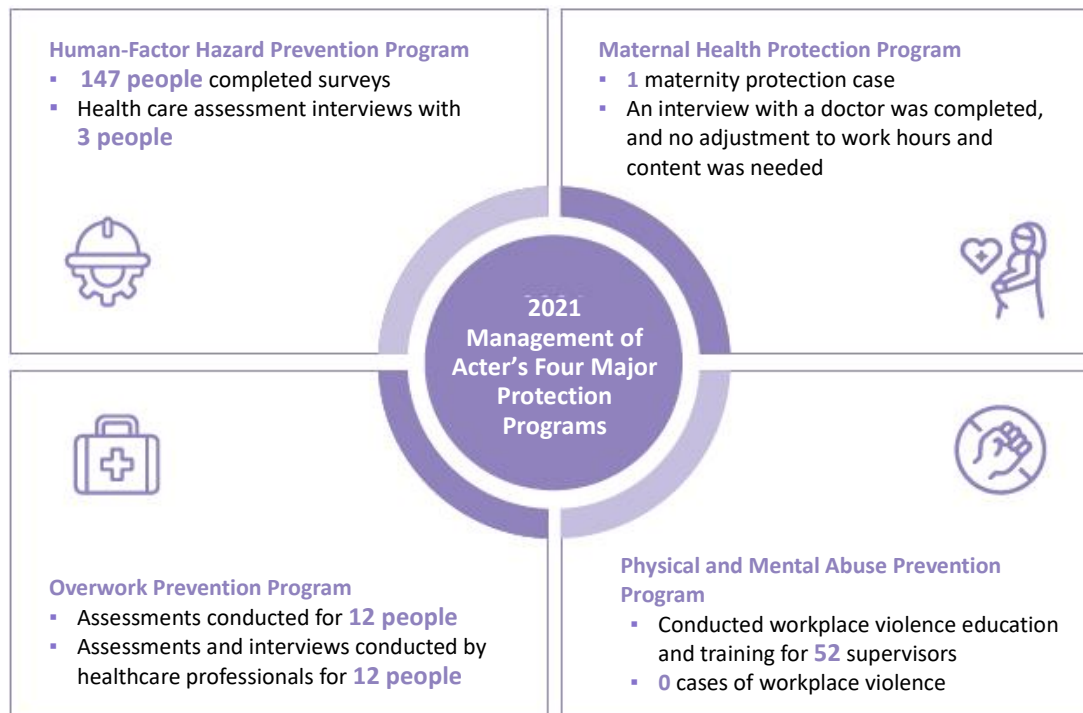 Human-Factor Hazard Prevention Program
▪ 147 people completed surveys
▪ Health care assessment interviews with
3 people
Maternal Health Protection Program
▪ 1 maternity protection case
▪ An interview with a doctor was completed,
and no adjustment to work hours and
content was needed
2021
Management of
Acter’s Four Major
Protection
Programs
Overwork Prevention Program
▪ Assessments conducted for 12 people
▪ Assessments and interviews conducted by
healthcare professionals for 12 people
Physical and Mental Abuse Prevention
Program
▪ Conducted workplace violence education
and training for 52 supervisors
▪ 0 cases of workplace violence